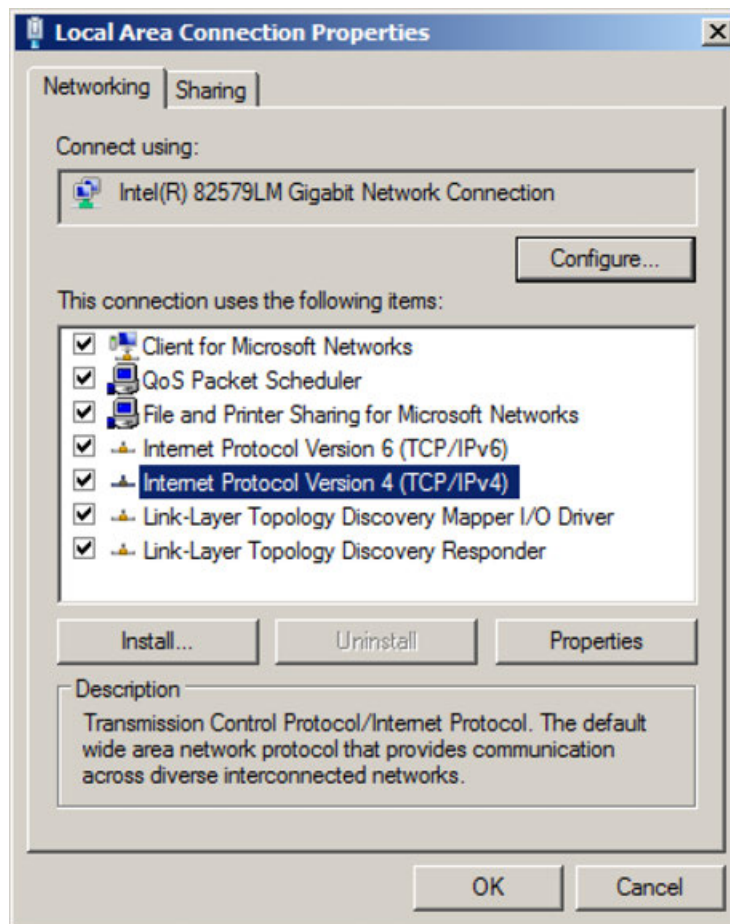 Local Area Connection Properties
Networking
Sharing
Connect using:
Intel(R) 82579LM Gigabit Network Connection
Configure...
This connection uses the following items:
Client for Microsoft Networks
QoS Packet Scheduler
File and Printer Sharing for Microsoft Networks
Internet Protocol Version 6 (TCP/IPv6)
Internet Protocol Version 4 (TCP/IPv4)
Link-Layer Topology Discovery Mapper I/O Driver
Link-Layer Topology Discovery Responder
Install...
Uninstall
Properties
Description
Transmission Control Protocol/Internet Protocol. The default
wide area network protocol that provides communication
across diverse interconnected networks.
OK
Cancel